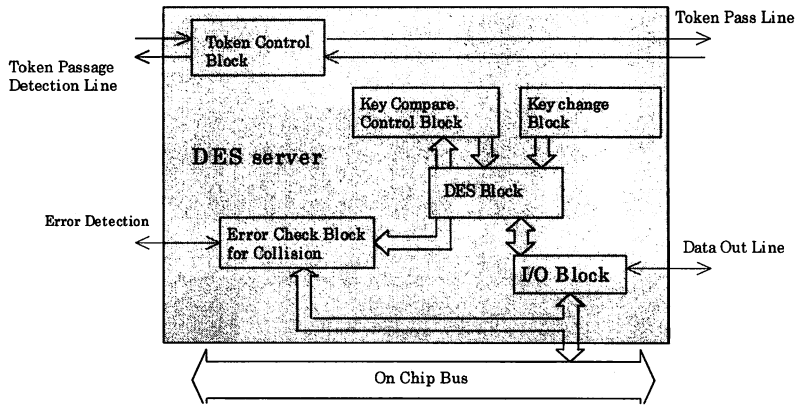 Token Pass Line
Token Control
Block
Token Passage
Detection Line
Key Compare.
Control Block
Key change
Block
DES server
DES Block
Error Detection
Error Check Block
for Collision
Data Out Line
I/O Block
On Chip Bus